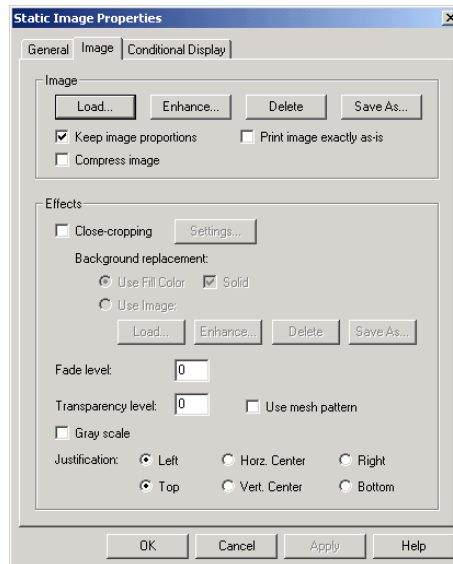 Static Image Properties
General Image Conditional Display
Image
Load... Enhance... Delete Save As...
Keep image proportions Print image exactly as-is
Compress image
Effects
Close-cropping Settings...
Background replacement:
Use Fill Color Solid
Use Image:
Load... Enhance... Delete Save As...
Fade level: 0
Transparency level: 0 Use mesh pattern
Gray scale
Justification: Left Horz. Center Right
Top Vert. Center Bottom
OK Cancel Apply Help